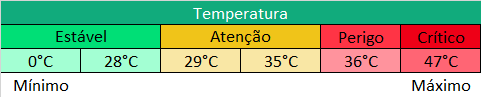 Temperatura
Estável Atenção Perigo Crítico
0°C 28°C 29°C 35°C 36°C 47°C
Mínimo Máximo